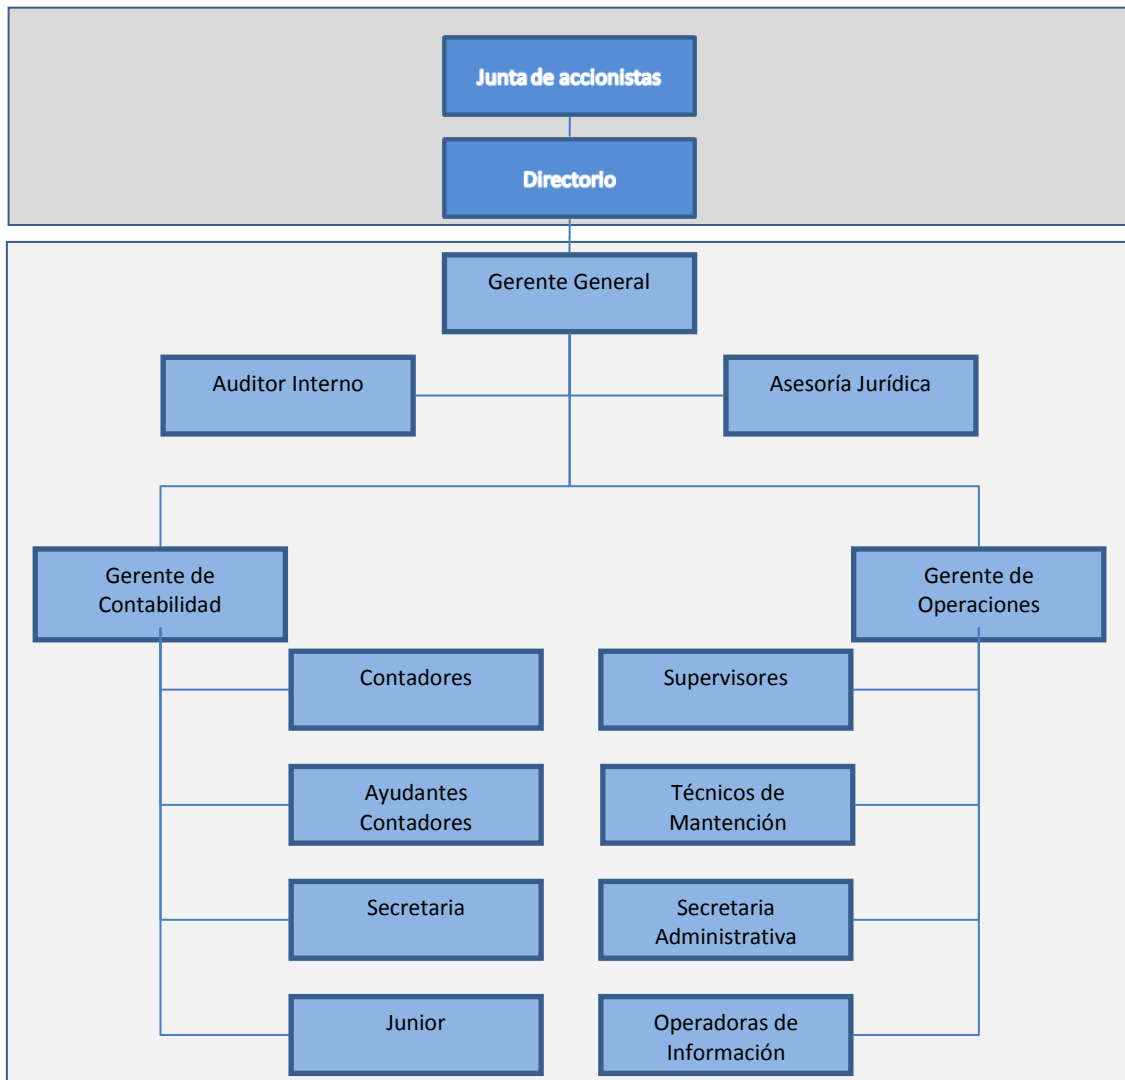 Junta de accionistas
Directorio
Gerente General
Auditor Interno
Asesoría Jurídica
Gerente de
Contabilidad
Gerente de
Operaciones
Contadores
Supervisores
Ayudantes
Contadores
Técnicos de
Mantención
Secretaria
Secretaria
Administrativa
Junior
Operadoras de
Información